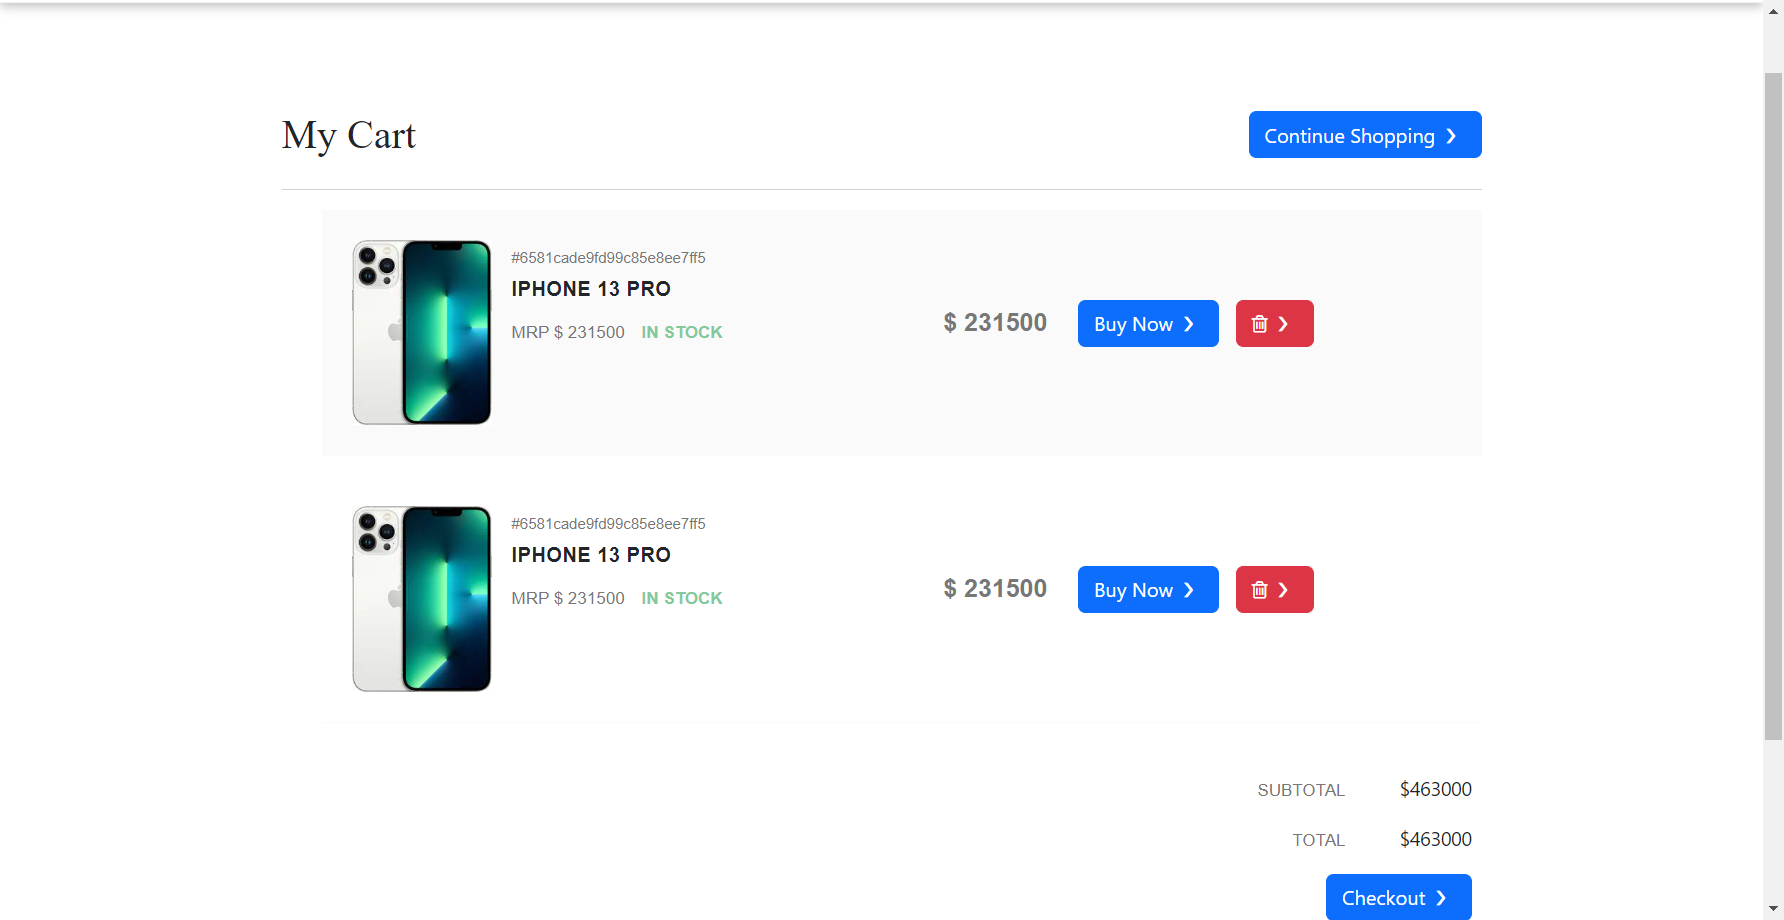 My Cart
Continue Shopping
#6581cade9fd99c85e8ee7ff5
IPHONE 13 PRO
MRP $ 231500 IN STOCK
$ 231500
Buy Now
#6581cade9fd99c85e8ee7ff5
IPHONE 13 PRO
MRP $ 231500 IN STOCK
$ 231500
Buy Now
SUBTOTAL $463000
TOTAL $463000
Checkout